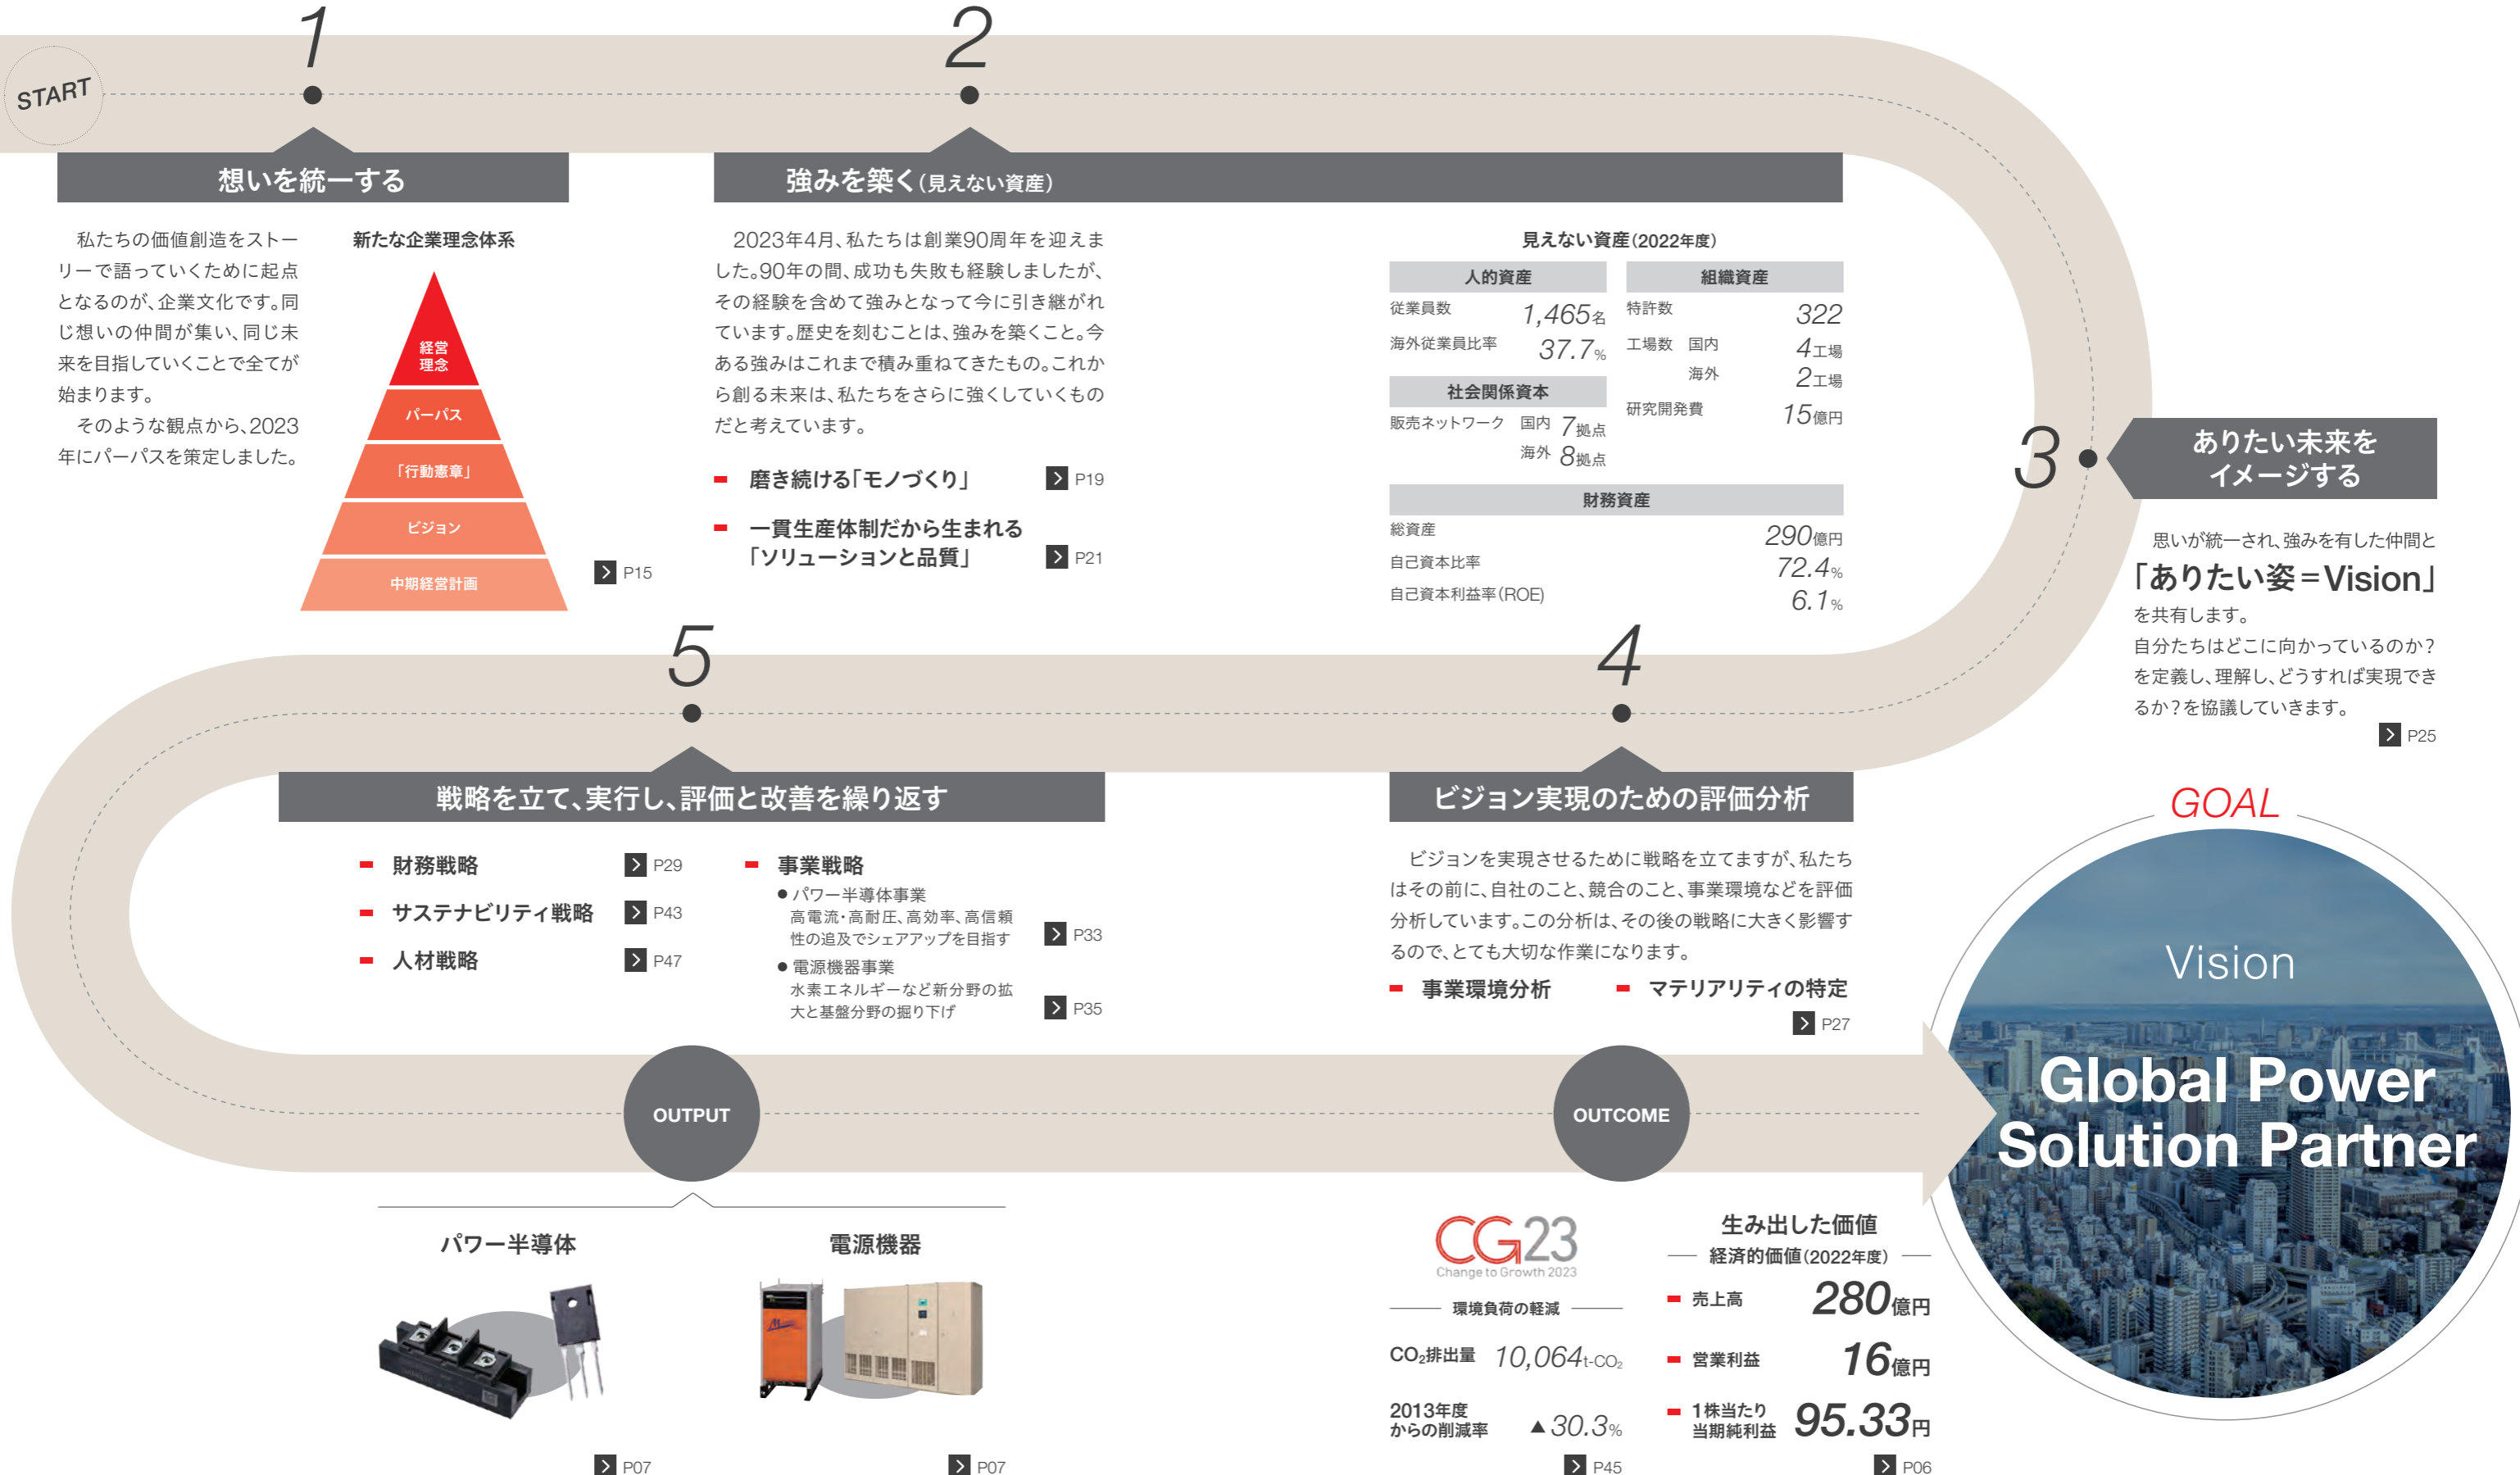 START
1
想いを統一する
私たちの価値創造をストー
リーで語っていくために起点
となるのが、企業文化です。同
じ想いの仲間が集い、同じ未
来を目指していくことで全てが
始まります。
そのような観点から、2023
年にパーパスを策定しました。
新たな企業理念体系
経営
理念
パーパス
「行動憲章」
ビジョン
中期経営計画
P15
2
強みを築く(見えない資産)
2023年4月、私たちは創業90周年を迎えま
した。90年の間、成功も失敗も経験しましたが、
その経験を含めて強みとなって今に引き継がれ
ています。歴史を刻むことは、強みを築くこと。今
ある強みはこれまで積み重ねてきたもの。これか
ら創る未来は、私たちをさらに強くしていくもの
だと考えています。
磨き続ける「モノづくり」 P19
一貫生産体制だから生まれる
「ソリューションと品質」 P21
見えない資産(2022年度)
人的資産
従業員数 1,465名
海外従業員比率 37.7%
社会関係資本
販売ネットワーク 国内 7拠点
海外 8拠点
組織資産
特許数 322
工場数 国内 4工場
海外 2工場
研究開発費 15億円
財務資産
総資産 290億円
自己資本比率 72.4%
自己資本利益率(ROE) 6.1%
3
ありたい未来を
イメージする
思いが統一され、強みを有した仲間と
「ありたい姿=Vision」
を共有します。
自分たちはどこに向かっているのか?
を定義し、理解し、どうすれば実現でき
るか?を協議していきます。
P25
4
ビジョン実現のための評価分析
ビジョンを実現させるために戦略を立てますが、私たち
はその前に、自社のこと、競合のこと、事業環境などを評価
分析しています。この分析は、その後の戦略に大きく影響す
るので、とても大切な作業になります。
事業環境分析 マテリアリティの特定
P27
5
戦略を立て、実行し、評価と改善を繰り返す
財務戦略 P29
サステナビリティ戦略 P43
人材戦略 P47
事業戦略
●パワー半導体事業
高電流・高耐圧、高効率、高信頼
性の追及でシェアアップを目指す P33
●電源機器事業
水素エネルギーなど新分野の拡
大と基盤分野の掘り下げ P35
OUTPUT
パワー半導体
P07
電源機器
P07
OUTCOME
CG23
Change to Growth 2023
環境負荷の軽減
CO₂排出量 10,064t-CO₂
2013年度
からの削減率 ▲30.3%
P45
生み出した価値
経済的価値(2022年度)
売上高 280億円
営業利益 16億円
1株当たり
当期純利益 95.33円
P06
GOAL
Vision
Global Power
Solution Partner